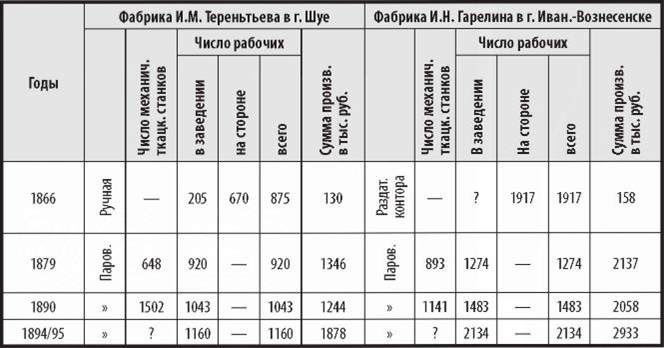 Годы
Фабрика И.М. Тереньтьева в г. Шуе
Фабрика И.Н. Гарелина в г. Иван.-Вознесенске
Число механич. ткацк. станков
Число рабочих
в заведении
на стороне
всего
Сумма произв. в тыс. руб.
Число механич. ткацк. станков
Число рабочих
В заведении
На стороне
всего
Сумма произв. в тыс. руб.
1866 Ручная — 205 670 875 130 Раздат. контора — ? 1917 1917 158
1879 Паров. 648 920 — 920 1346 Паров. 893 1274 — 1274 2137
1890 » 1502 1043 — 1043 1244 » 1141 1483 — 1483 2058
1894/95 » ? 1160 — 1160 1878 » ? 2134 — 2134 2933